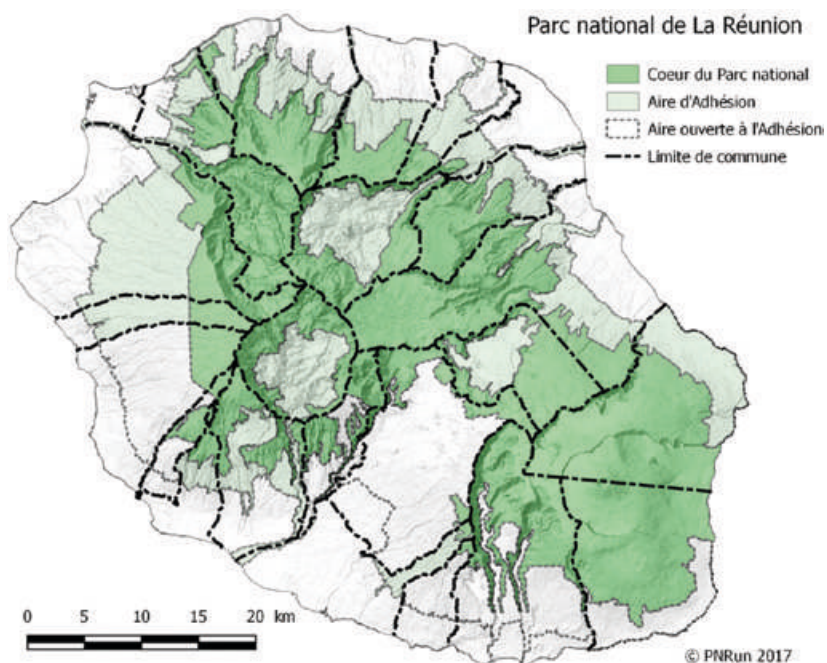 Parc national de La Réunion
Coeur du Parc national
Aire d'Adhésion
Aire ouverte à l'Adhésion
Limite de commune
0 5 10 15 20 km
© PNRun 2017